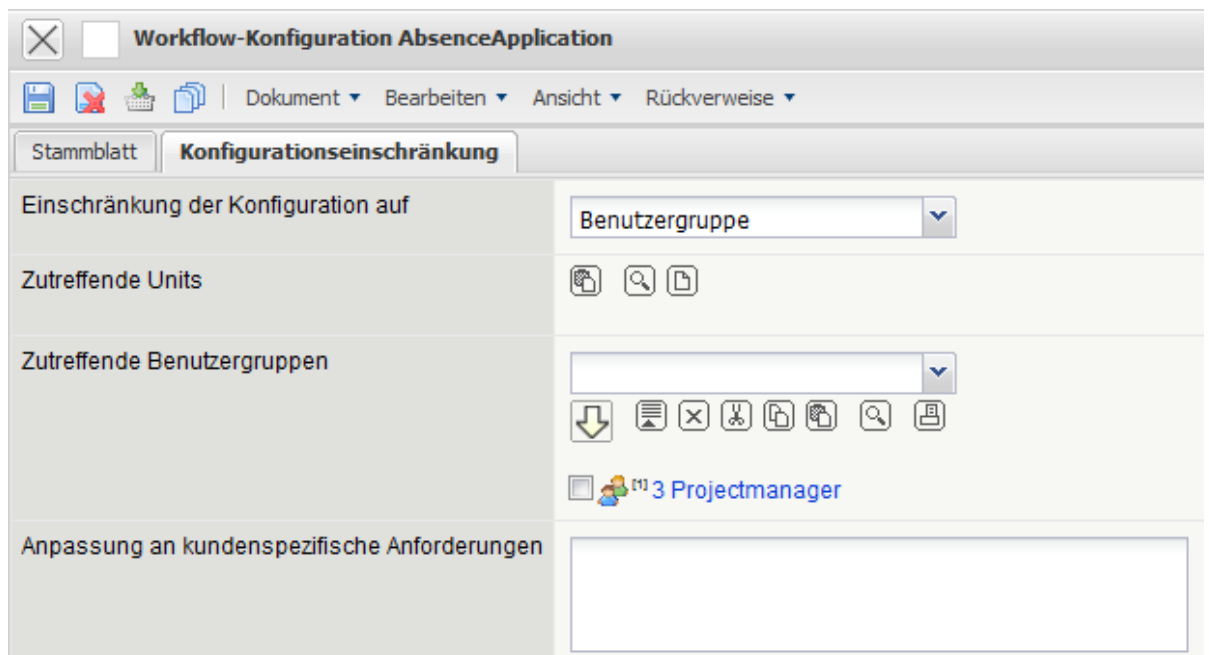 Workflow-Konfiguration AbsenceApplication
Dokument Bearbeiten Ansicht Rückverweise
Stammblatt Konfigurationseinschränkung
Einschränkung der Konfiguration auf Benutzergruppe
Zutreffende Units
Zutreffende Benutzergruppen
[1] 3 Projectmanager
Anpassung an kundenspezifische Anforderungen